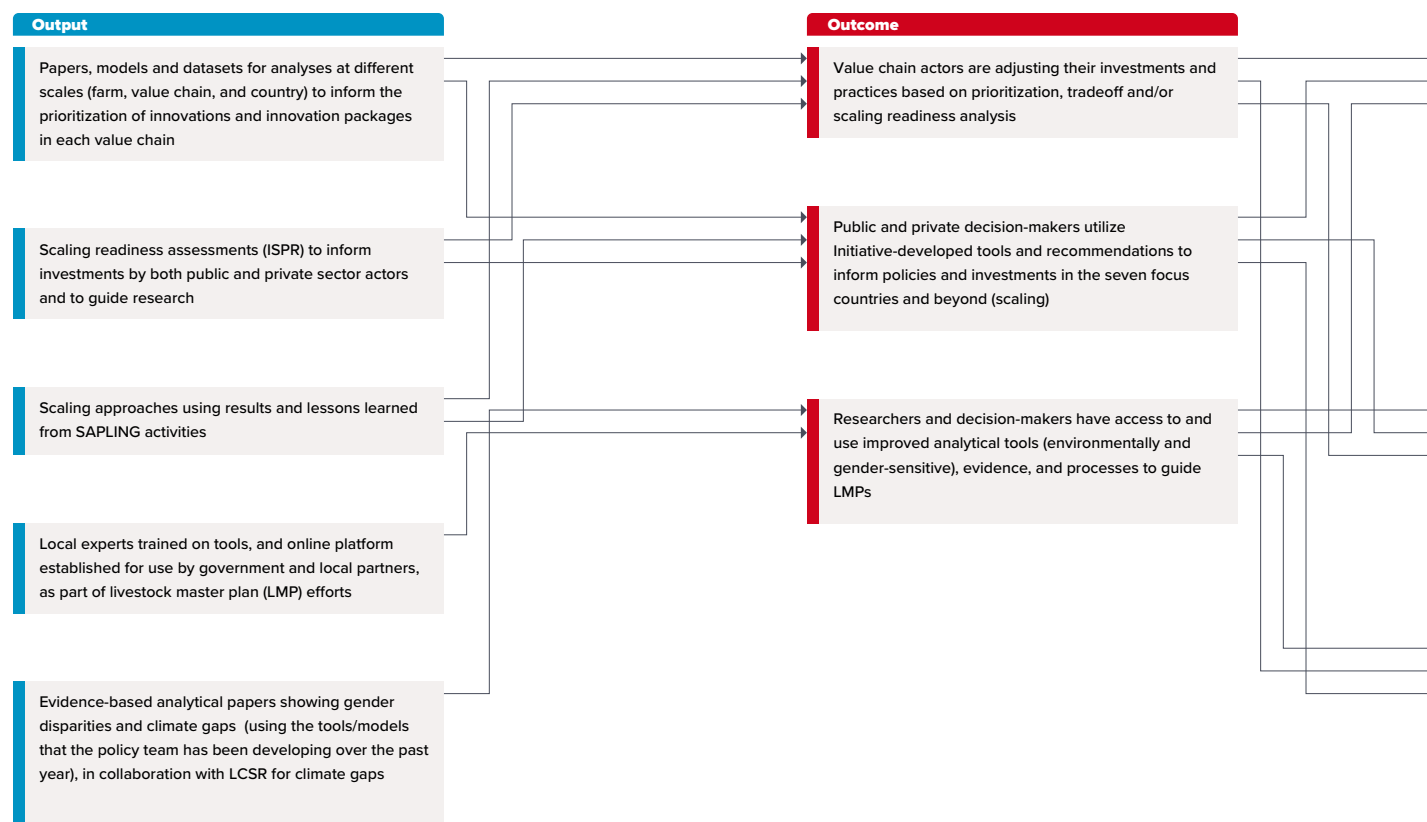 Output
Papers, models and datasets for analyses at different
scales (farm, value chain, and country) to inform the
prioritization of innovations and innovation packages
in each value chain
Scaling readiness assessments (ISPR) to inform
investments by both public and private sector actors
and to guide research
Scaling approaches using results and lessons learned
from SAPLING activities
Local experts trained on tools, and online platform
established for use by government and local partners,
as part of livestock master plan (LMP) efforts
Evidence-based analytical papers showing gender
disparities and climate gaps  (using the tools/models
that the policy team has been developing over the past
year), in collaboration with LCSR for climate gaps
Outcome
Value chain actors are adjusting their investments and
practices based on prioritization, tradeoff and/or
scaling readiness analysis
Public and private decision-makers utilize
Initiative-developed tools and recommendations to
inform policies and investments in the seven focus
countries and beyond (scaling)
Researchers and decision-makers have access to and
use improved analytical tools (environmentally and
gender-sensitive), evidence, and processes to guide
LMPs